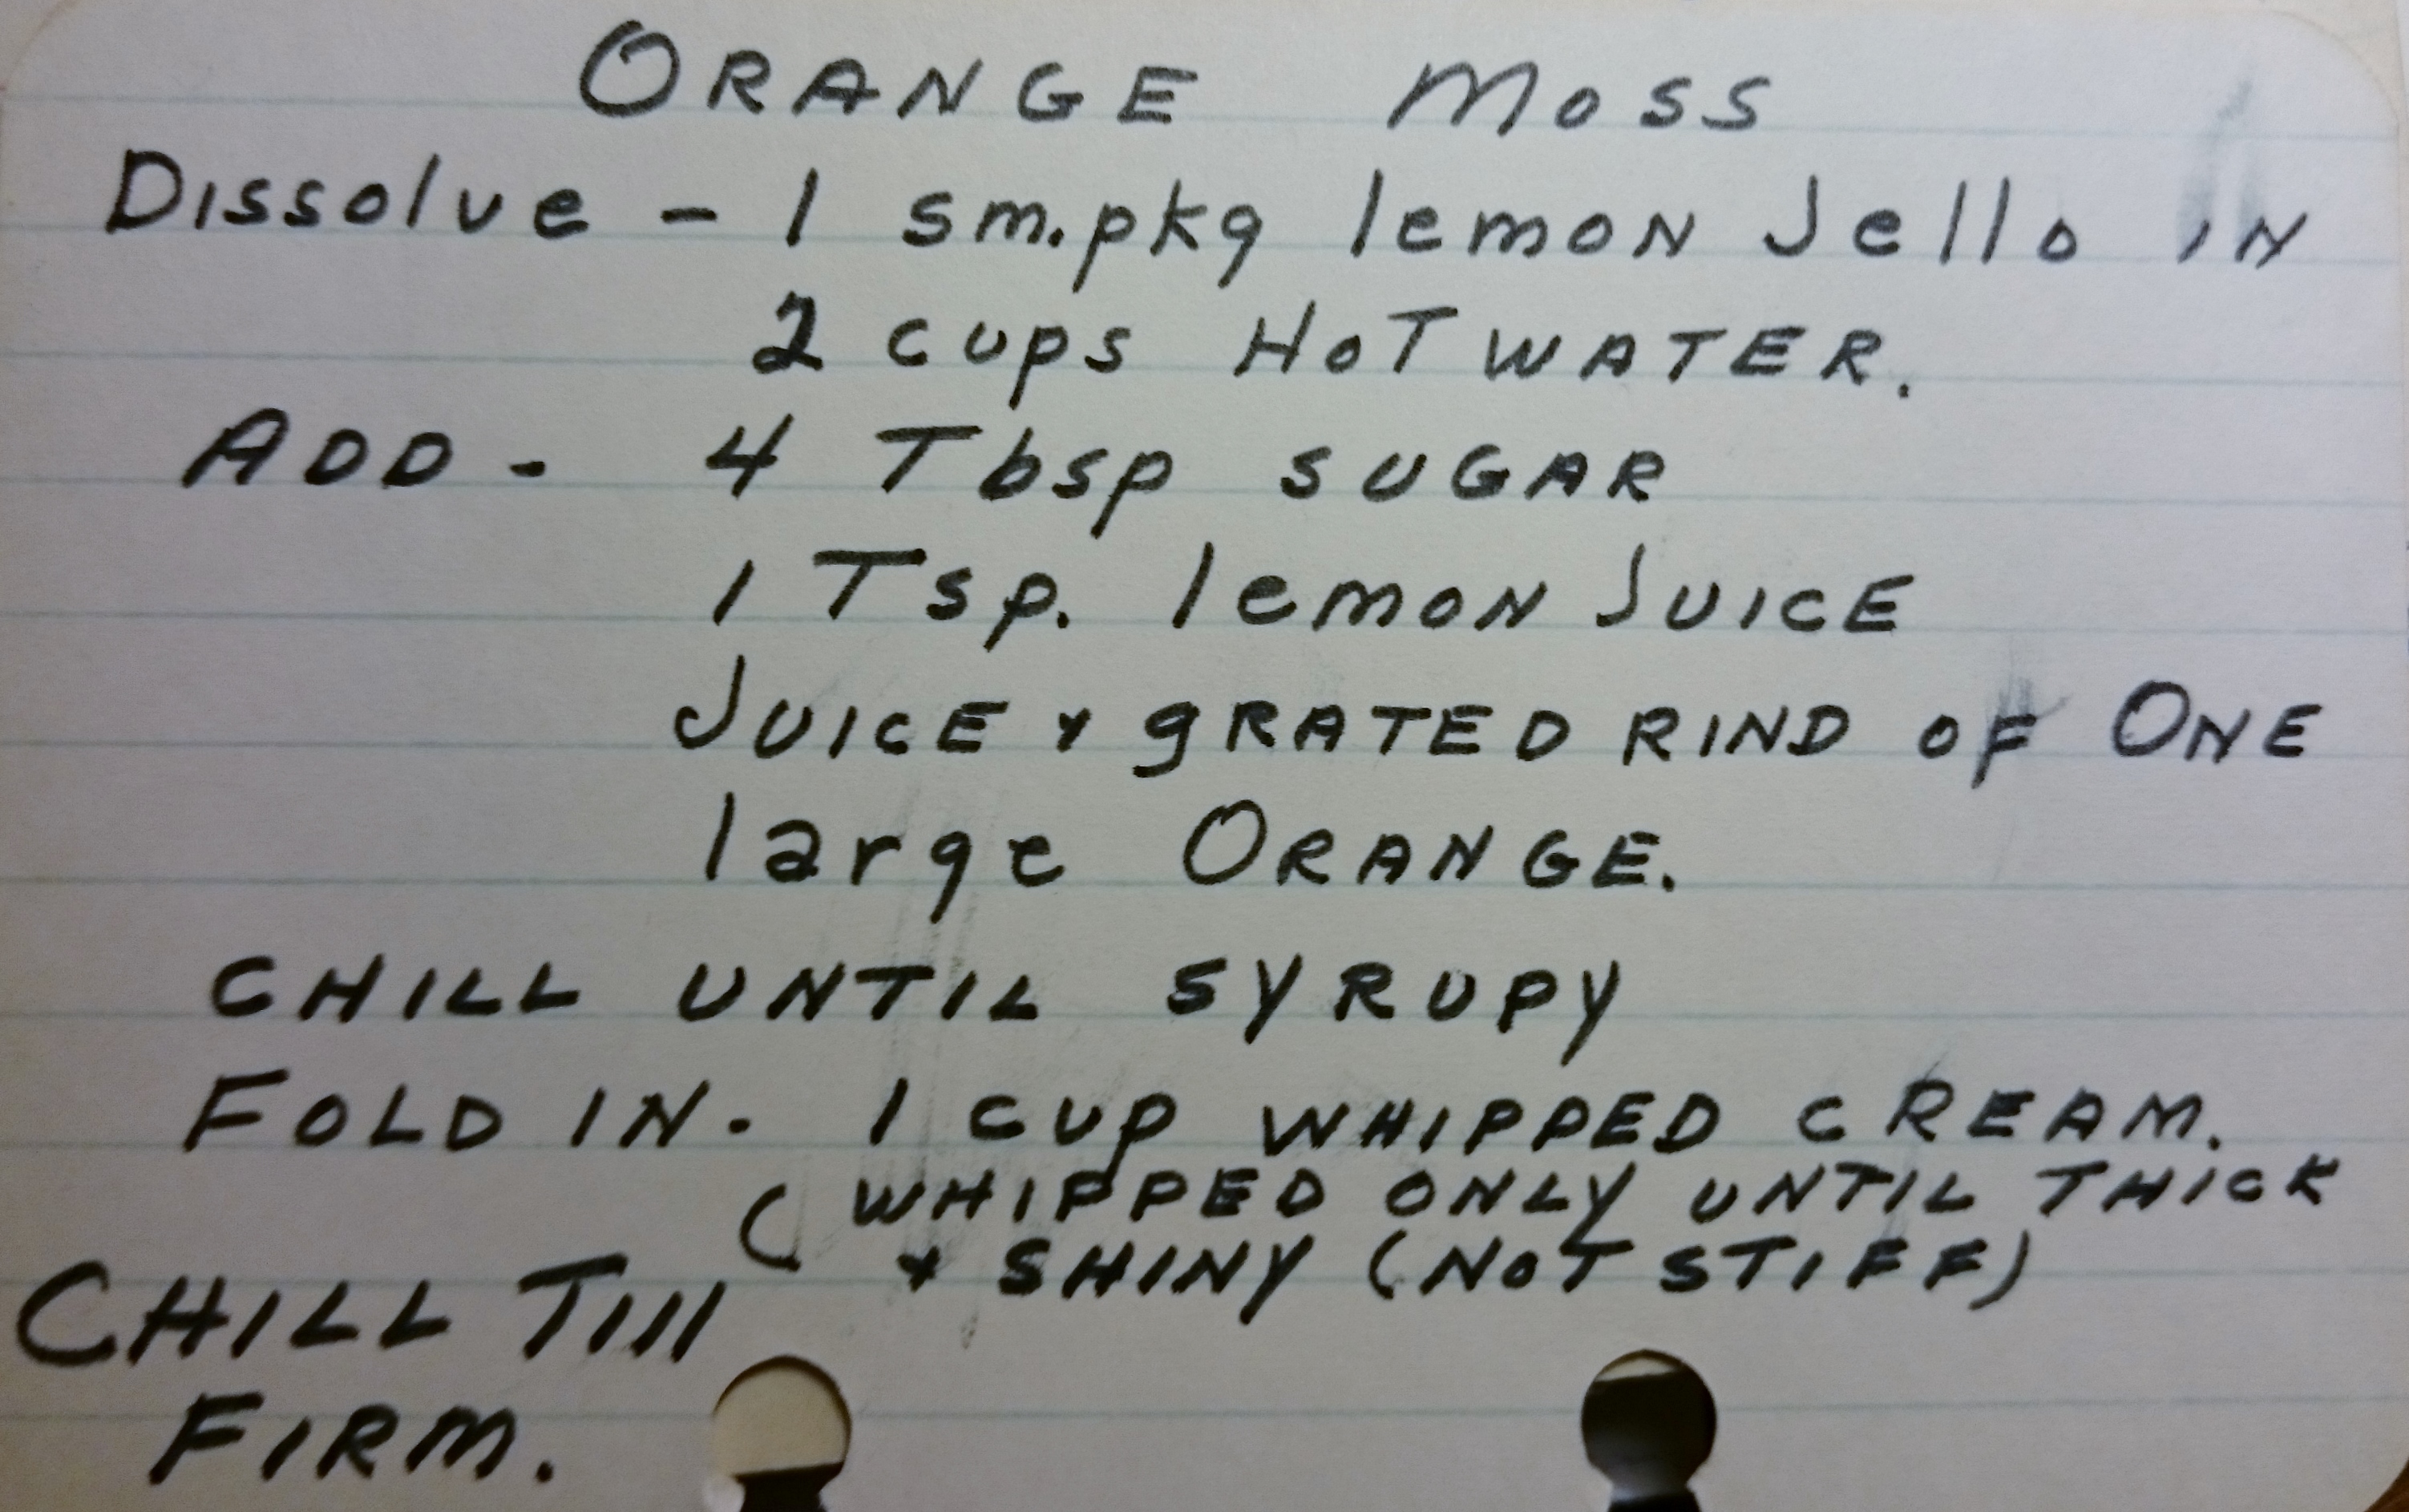 ORANGE MOSS
Dissolve - 1 sm.pkg lemon Jello IN
2 cups HOT WATER.
ADD - 4 Tbsp SUGAR
1 Tsp. lemon JUICE
JUICE & gRATED RIND OF ONE
large ORANGE.
CHILL UNTIL SYRUPY
FOLD IN. 1 CUP WHIPPED CREAM.
( WHIPPED ONLY UNTIL THICK
& SHINY (NOT STIFF)
CHILL Till
FIRM.